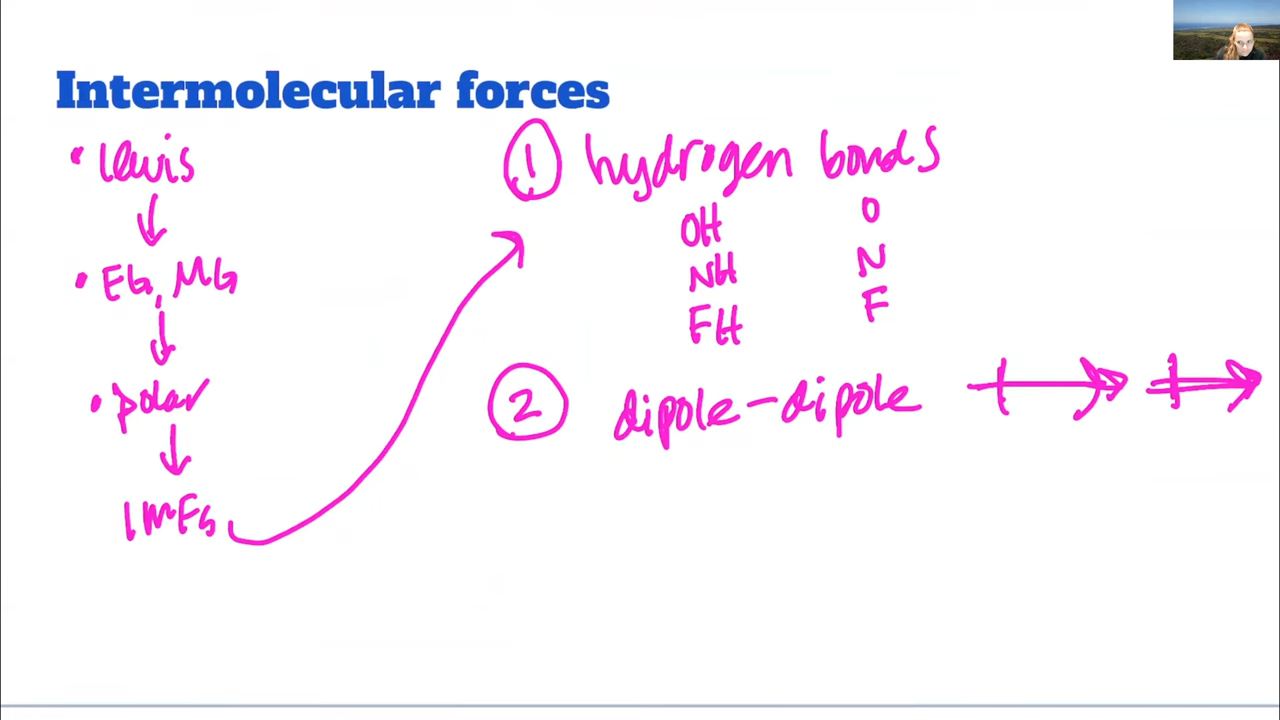 Intermolecular forces
• lewis
• EG, MG
• polar
IMFs
① hydrogen bonds
OH O
NH N
FH F
② dipole-dipole